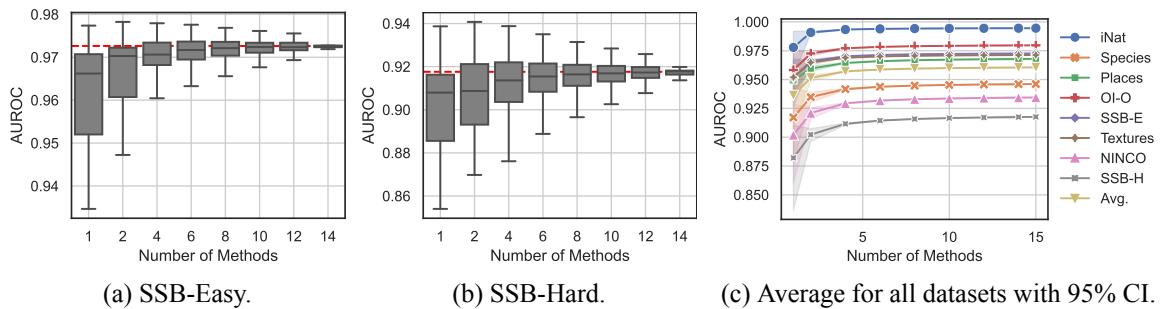 0.98
0.97
0.96
0.95
0.94
AUROC
1 2 4 6 8 10 12 14
Number of Methods
(a) SSB-Easy.
0.94
0.92
0.90
0.88
0.86
AUROC
1 2 4 6 8 10 12 14
Number of Methods
(b) SSB-Hard.
1.000
0.975
0.950
0.925
0.900
0.875
0.850
AUROC
5 10 15
Number of Methods
iNat
Species
Places
OI-O
SSB-E
Textures
NINCO
SSB-H
Avg.
(c) Average for all datasets with 95% CI.